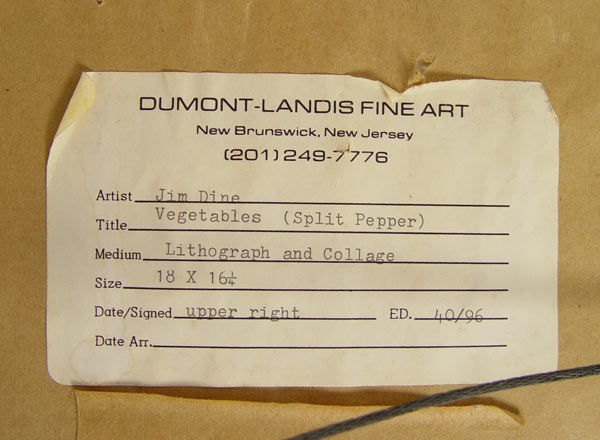 DUMONT-LANDIS FINE ART
New Brunswick, New Jersey
(201) 249-7776
Artist Jim Dine
Title Vegetables (Split Pepper)
Medium Lithograph and Collage
Size 18 X 16¼
Date/Signed upper right ED. 40/96
Date Arr.